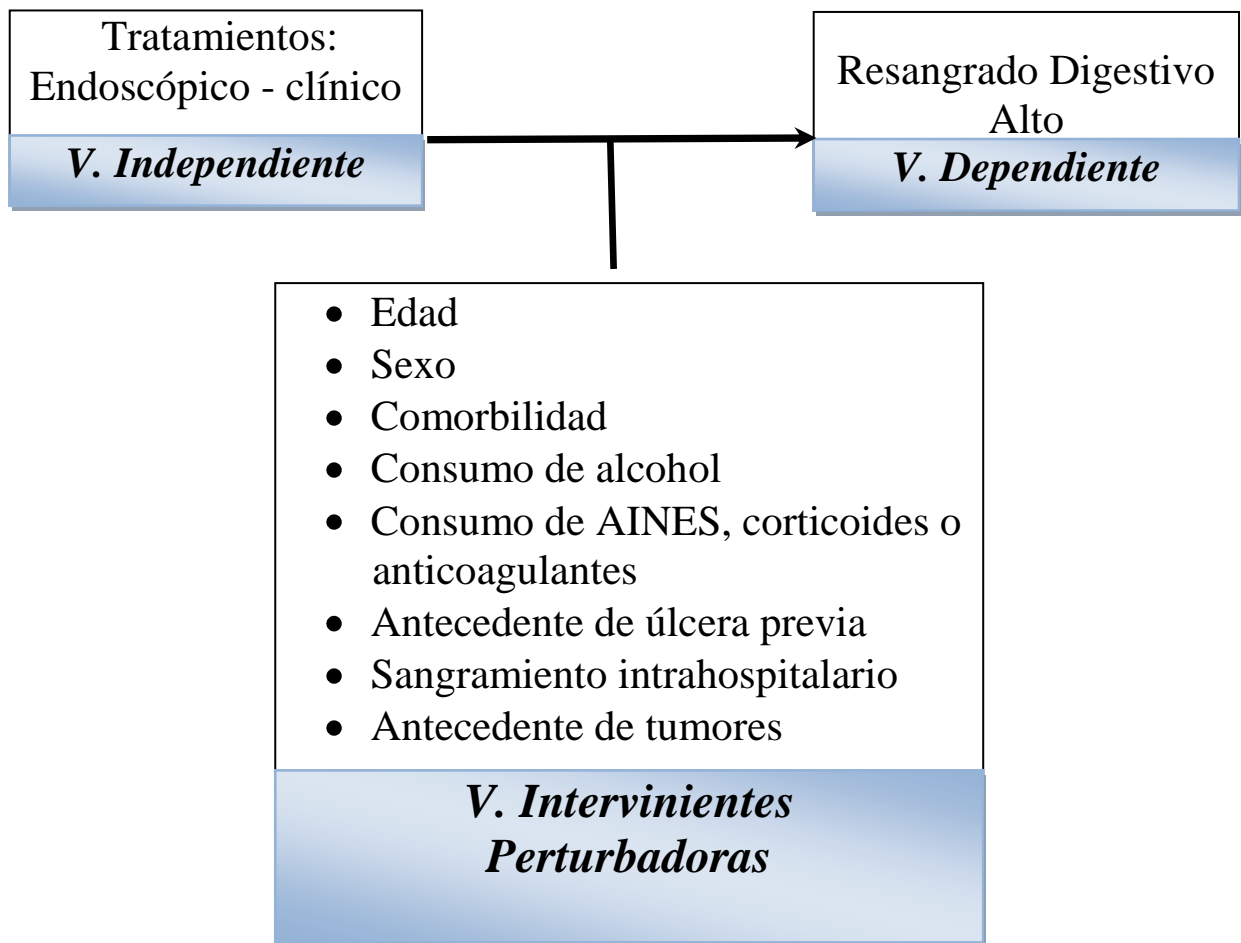 Tratamientos:
Endoscópico - clínico
V. Independiente
Resangrado Digestivo
Alto
V. Dependiente
• Edad
• Sexo
• Comorbilidad
• Consumo de alcohol
• Consumo de AINES, corticoides o
anticoagulantes
• Antecedente de úlcera previa
• Sangramiento intrahospitalario
• Antecedente de tumores
V. Intervinientes
Perturbadoras